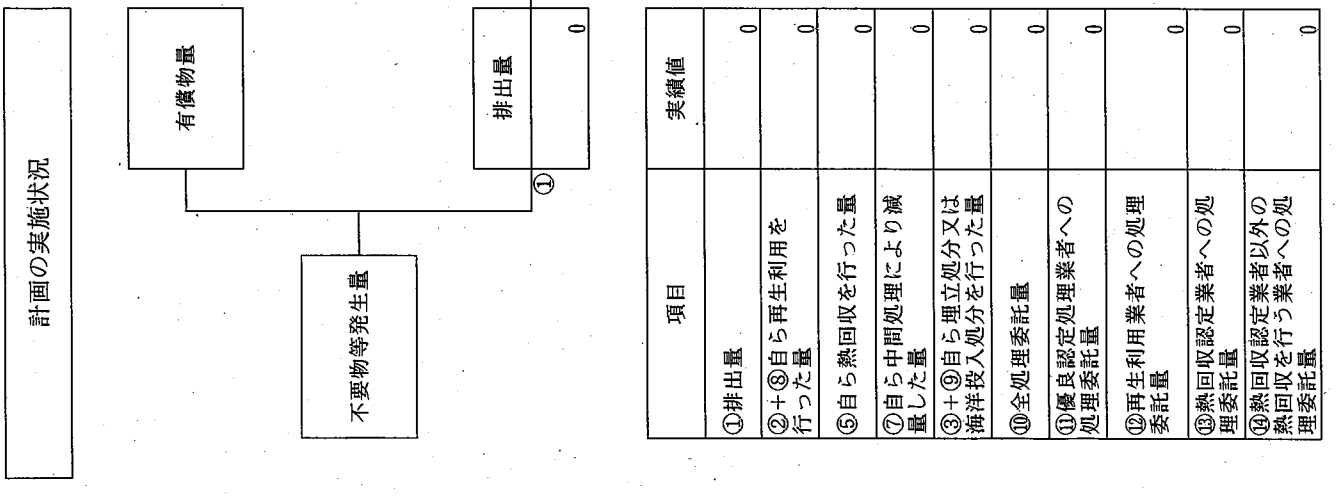 計画の実施状況
不要物等発生量
有償物量
①
排出量
0
項目
実績値
①排出量
0
②+⑧自ら再生利用を
行った量
0
⑤自ら熱回収を行った量
0
⑦自ら中間処理により減
量した量
0
③+⑨自ら埋立処分又は
海洋投入処分を行った量
0
⑩全処理委託量
0
⑪優良認定処理業者への
処理委託量
0
⑫再生利用業者への処理
委託量
0
⑬熱回収認定業者への処
理委託量
0
⑭熱回収認定業者以外の
熱回収を行う業者への処
理委託量
0